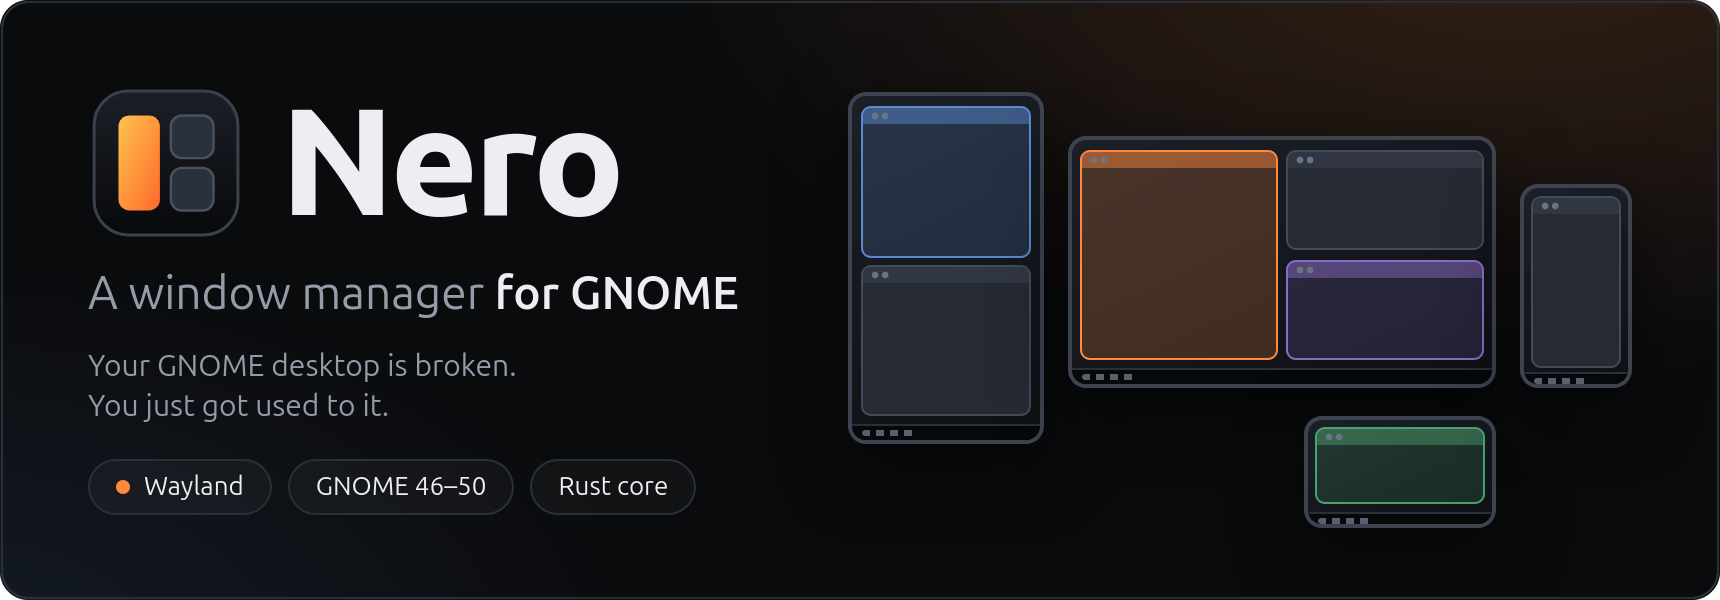 Nero
A window manager for GNOME
Your GNOME desktop is broken.
You just got used to it.
Wayland
GNOME 46–50
Rust core